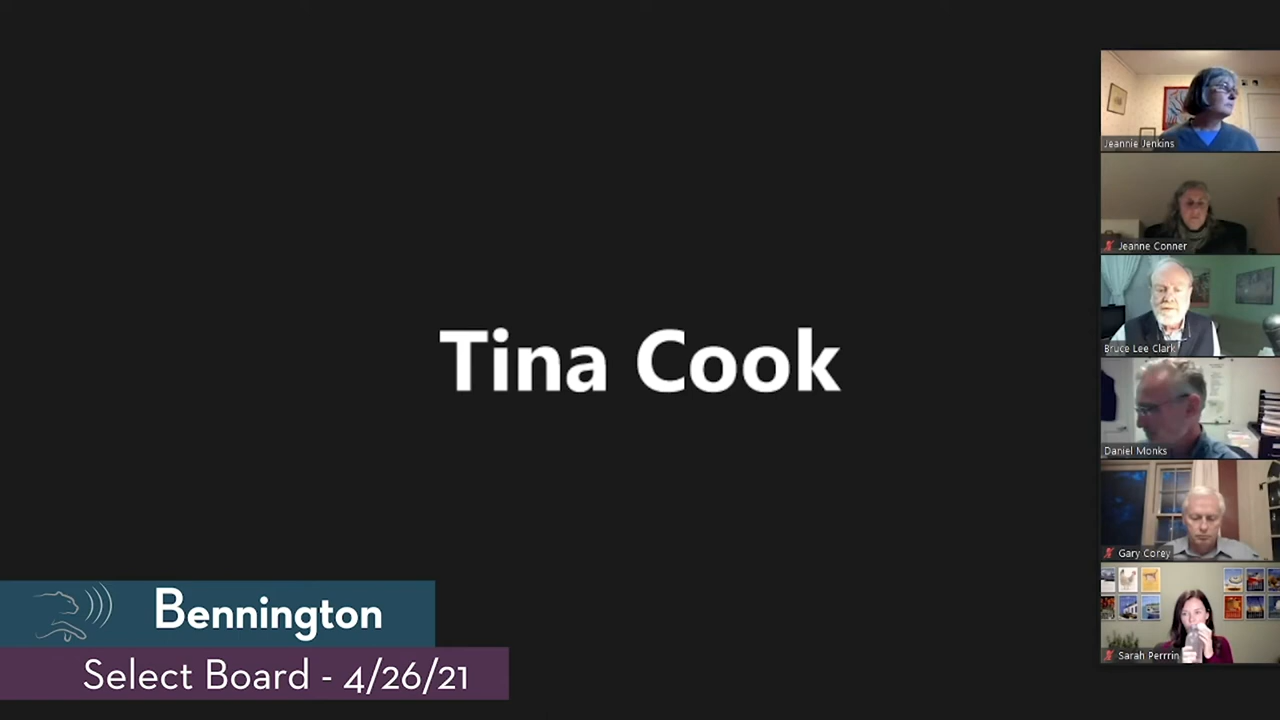 Tina Cook
Jeannie Jenkins
Jeanne Conner
Bruce Lee Clark
Daniel Monks
Gary Corey
Sarah Perrrin
Bennington
Select Board - 4/26/21